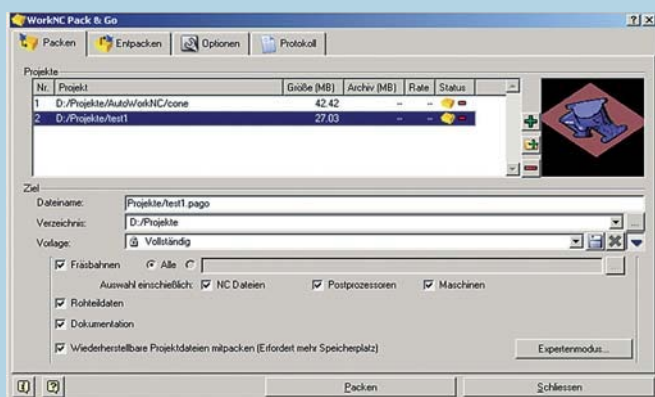 WorkNC Pack & Go
Packen Entpacken Optionen Protokoll
Projekte
Nr. Projekt Größe (MB) Archiv (MB) Rate Status
1 D:/Projekte/AutoWorkNC/cone 42.42 -- --
2 D:/Projekte/test1 27.03 -- --
Ziel
Dateiname: Projekte/test1.pago
Verzeichnis: D:/Projekte ...
Vorlage: Vollständig
Fräsbahnen Alle ...
Auswahl einschießlich: NC Dateien Postprozessoren Maschinen
Rohteildaten
Dokumentation
Wiederherstellbare Projektdateien mitpacken (Erfordert mehr Speicherplatz) Expertenmodus...
Packen Schliessen